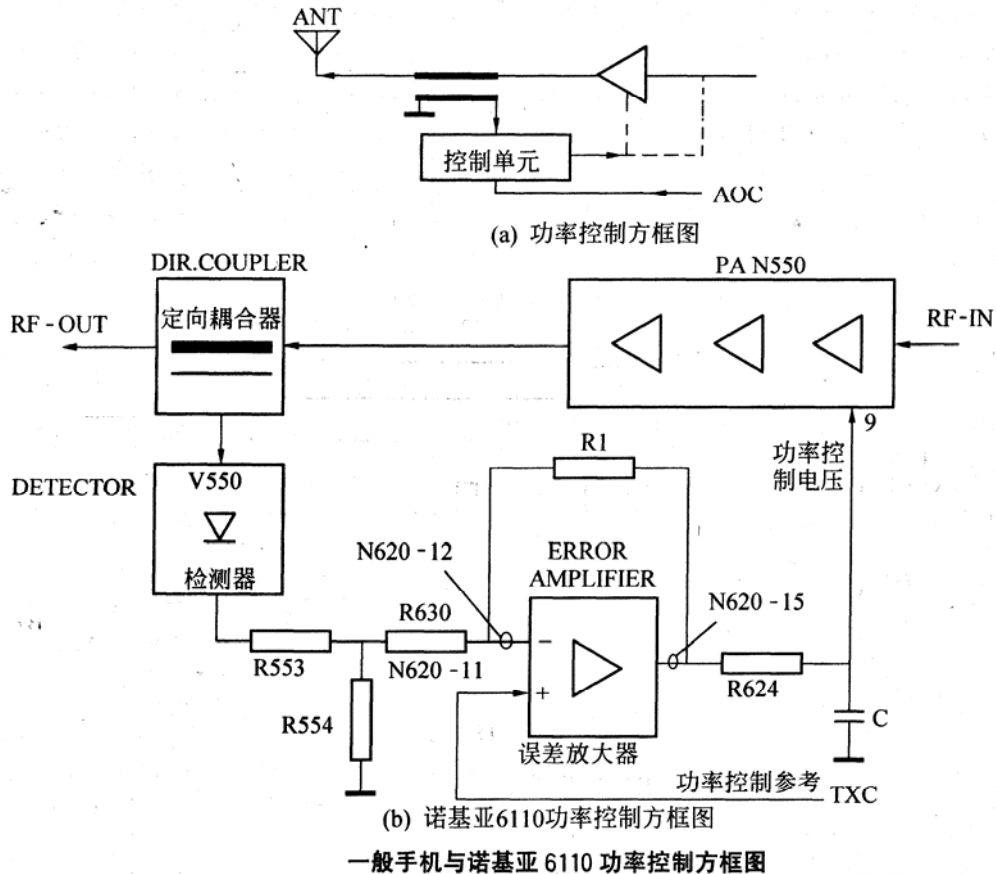 ANT
控制单元
AOC
(a) 功率控制方框图
DIR.COUPLER
PA N550
定向耦合器
RF-OUT
RF-IN
9
R1
功率控
制电压
V550
DETECTOR
检测器
N620-12
ERROR
AMPLIFIER
N620-15
R630
R553
N620-11
−
+
R624
R554
C
误差放大器
功率控制参考
TXC
(b) 诺基亚6110功率控制方框图
一般手机与诺基亚 6110 功率控制方框图